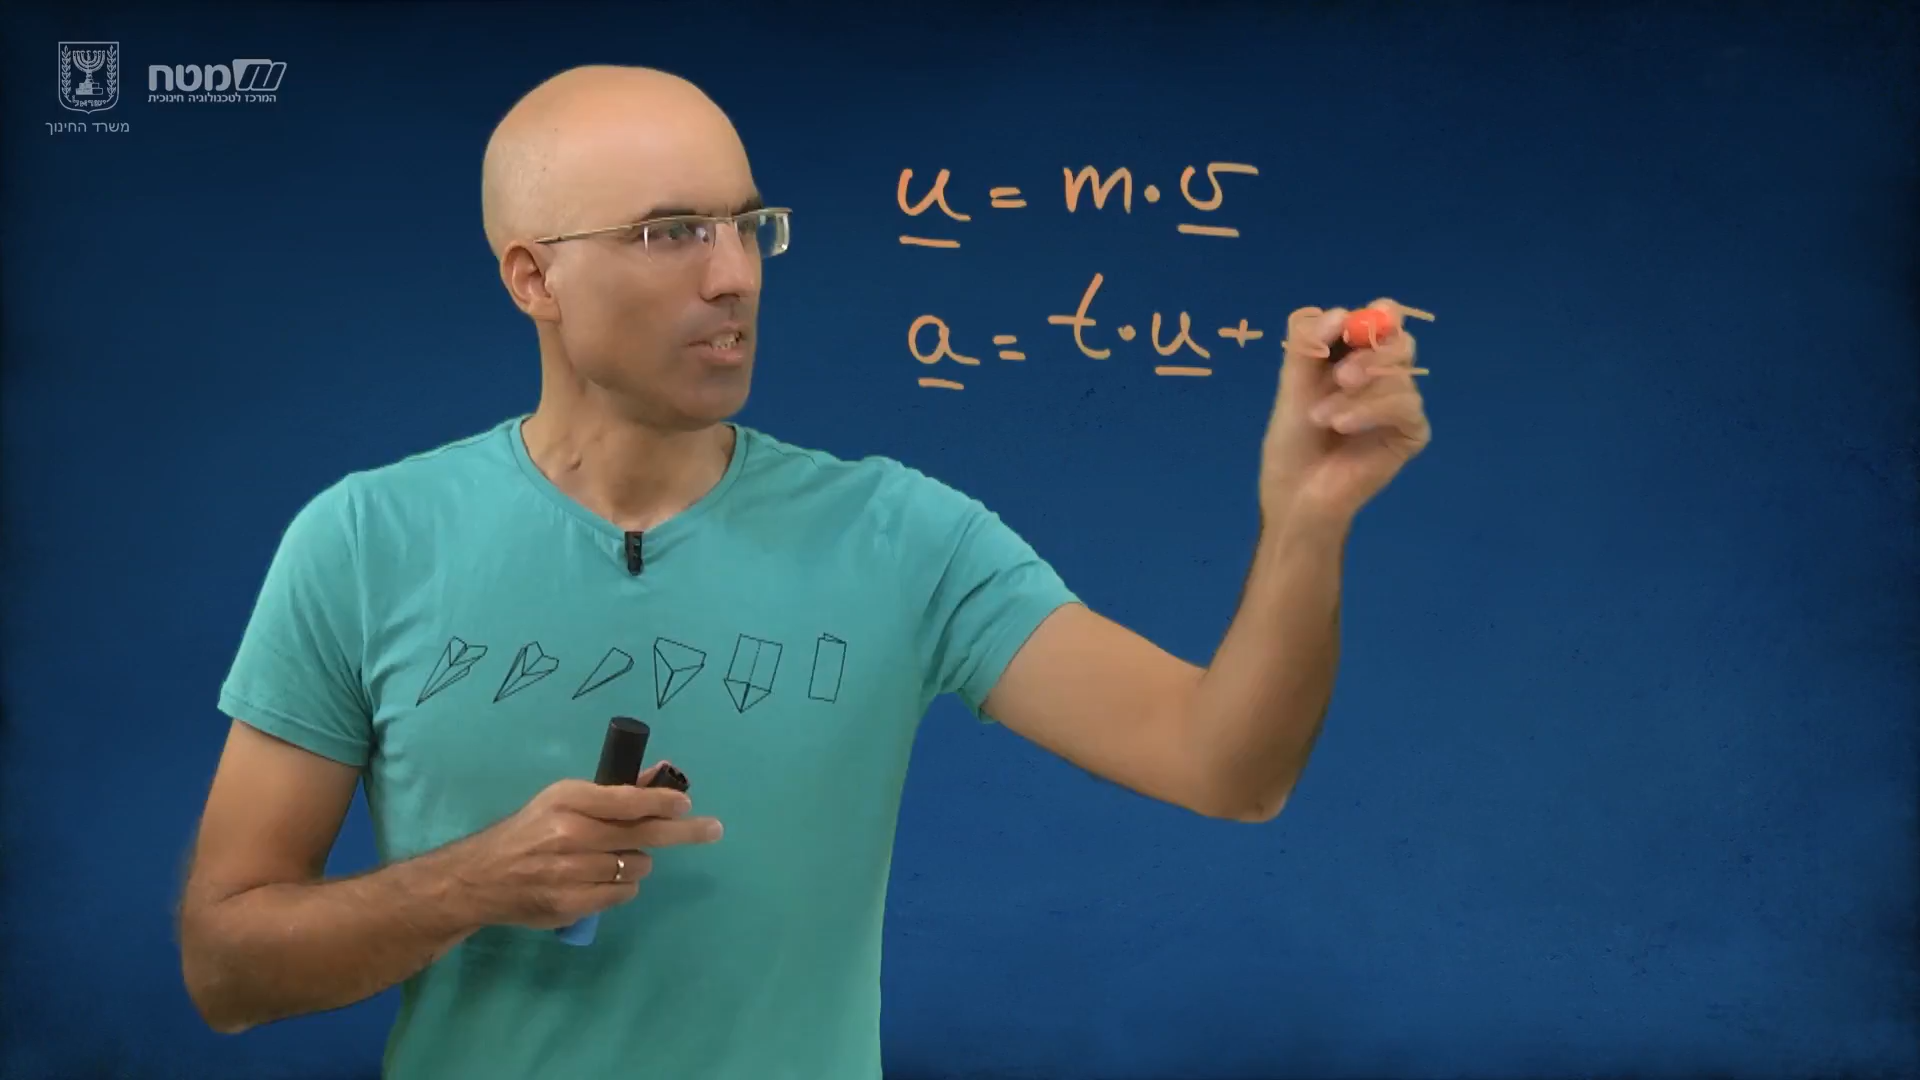 מטח
המרכז לטכנולוגיה חינוכית
ישראל
משרד החינוך
u = m · v
a = t · u +